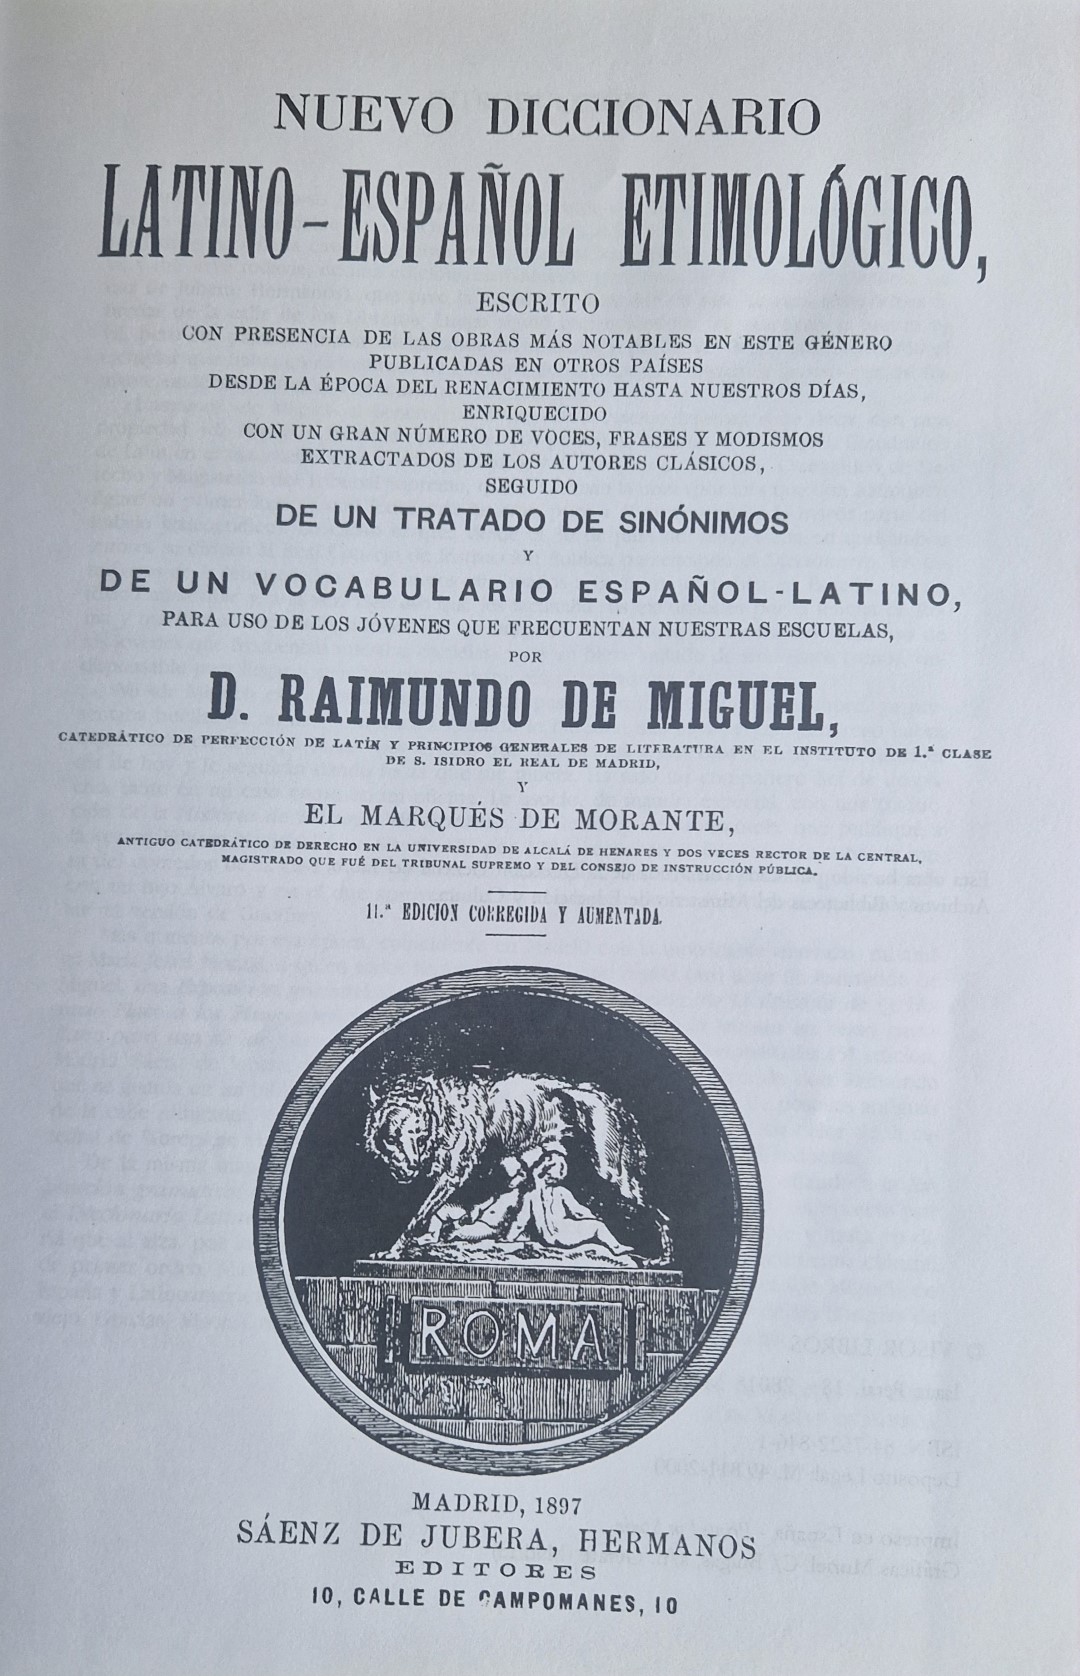 NUEVO DICCIONARIO
LATINO-ESPAÑOL ETIMOLÓGICO,
ESCRITO
CON PRESENCIA DE LAS OBRAS MÁS NOTABLES EN ESTE GÉNERO
PUBLICADAS EN OTROS PAÍSES
DESDE LA ÉPOCA DEL RENACIMIENTO HASTA NUESTROS DÍAS,
ENRIQUECIDO
CON UN GRAN NÚMERO DE VOCES, FRASES Y MODISMOS
EXTRACTADOS DE LOS AUTORES CLÁSICOS,
SEGUIDO
DE UN TRATADO DE SINÓNIMOS
Y
DE UN VOCABULARIO ESPAÑOL-LATINO,
PARA USO DE LOS JÓVENES QUE FRECUENTAN NUESTRAS ESCUELAS,
POR
D. RAIMUNDO DE MIGUEL,
CATEDRÁTICO DE PERFECCIÓN DE LATÍN Y PRINCIPIOS GENERALES DE LITERATURA EN EL INSTITUTO DE 1.ª CLASE
DE S. ISIDRO EL REAL DE MADRID,
Y
EL MARQUÉS DE MORANTE,
ANTIGUO CATEDRÁTICO DE DERECHO EN LA UNIVERSIDAD DE ALCALÁ DE HENARES Y DOS VECES RECTOR DE LA CENTRAL,
MAGISTRADO QUE FUÉ DEL TRIBUNAL SUPREMO Y DEL CONSEJO DE INSTRUCCIÓN PÚBLICA.
11.ª EDICION CORREGIDA Y AUMENTADA.
ROMA
MADRID, 1897
SÁENZ DE JUBERA, HERMANOS
EDITORES
10, CALLE DE CAMPOMANES, 10